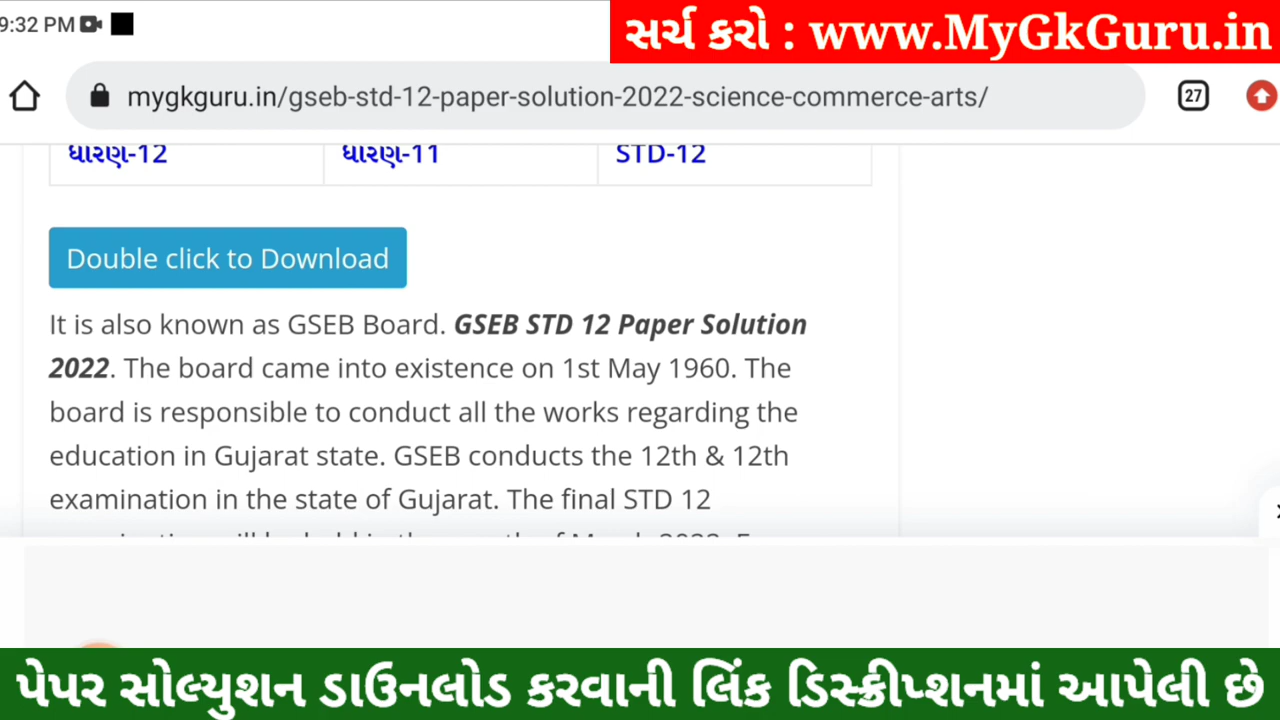 9:32 PM
સર્ચ કરો : www.MyGkGuru.in
mygkguru.in/gseb-std-12-paper-solution-2022-science-commerce-arts/
27
ધોરણ-12 ધોરણ-11 STD-12
Double click to Download
It is also known as GSEB Board. GSEB STD 12 Paper Solution
2022. The board came into existence on 1st May 1960. The
board is responsible to conduct all the works regarding the
education in Gujarat state. GSEB conducts the 12th & 12th
examination in the state of Gujarat. The final STD 12
પેપર સોલ્યુશન ડાઉનલોડ કરવાની લિંક ડિસ્ક્રીપ્શનમાં આપેલી છે